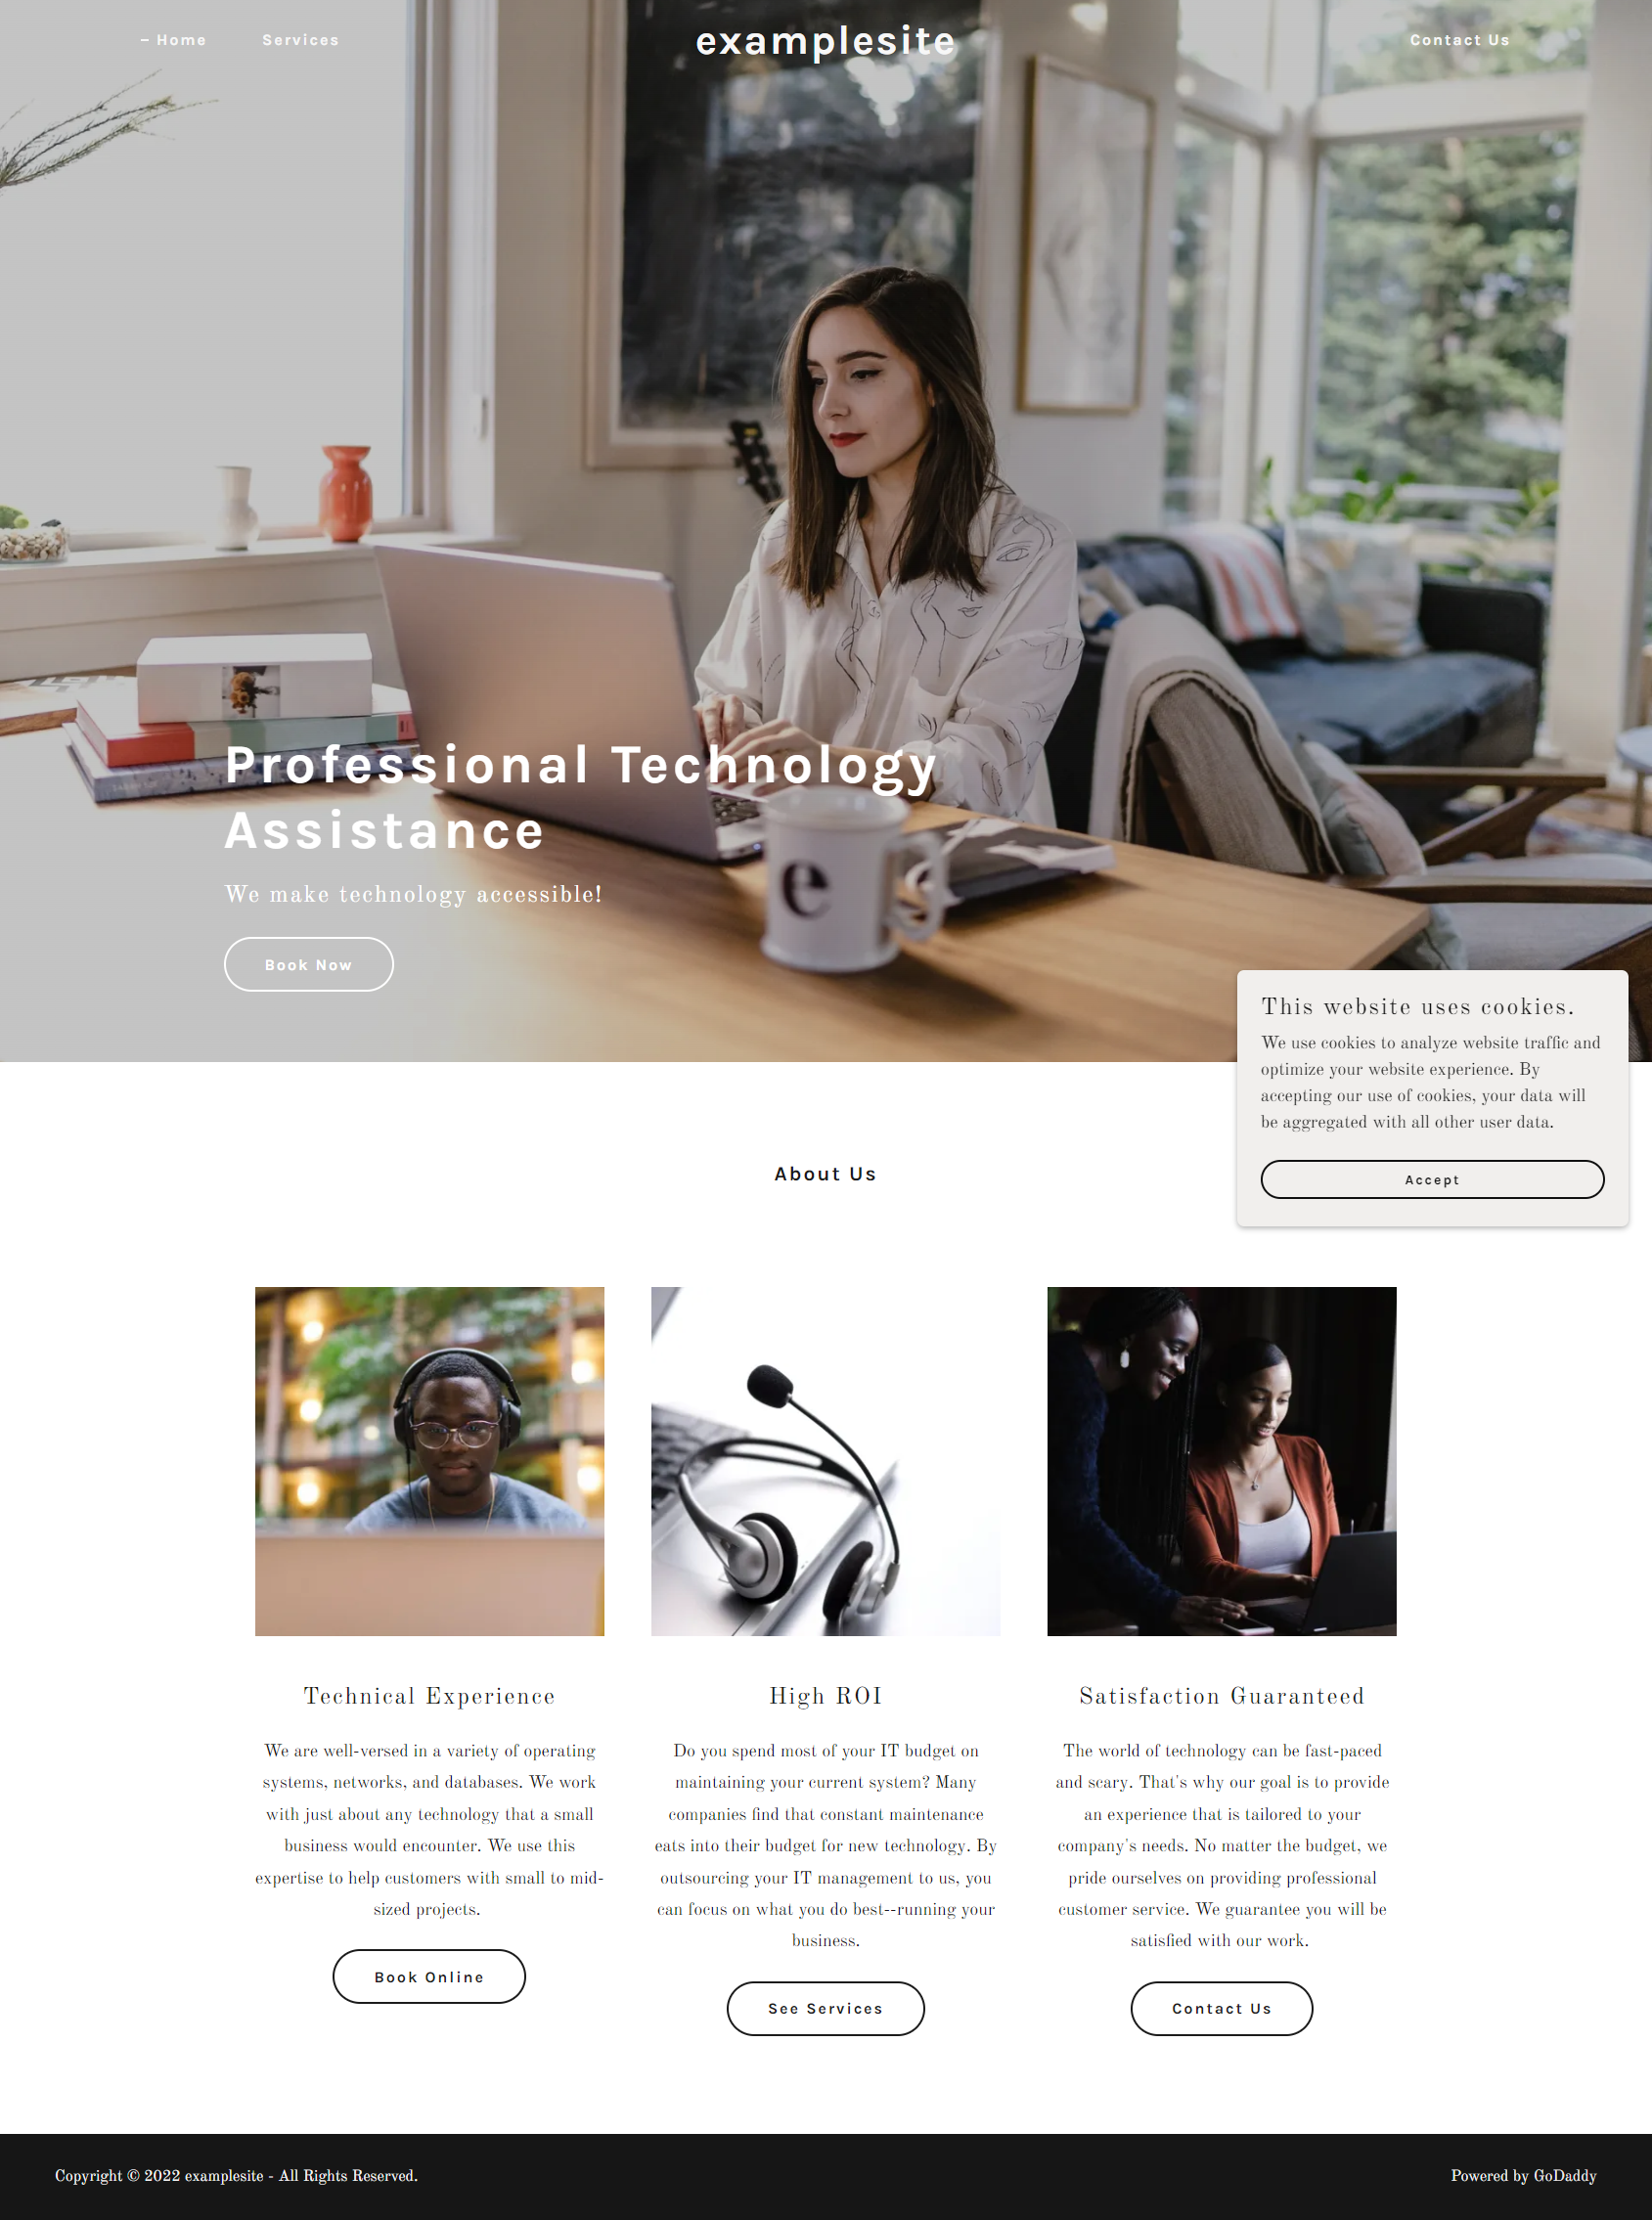 – Home
Services
examplesite
Contact Us
Professional Technology
Assistance
We make technology accessible!
Book Now
e
This website uses cookies.
We use cookies to analyze website traffic and
optimize your website experience. By
accepting our use of cookies, your data will
be aggregated with all other user data.
Accept
About Us
Technical Experience
We are well-versed in a variety of operating
systems, networks, and databases. We work
with just about any technology that a small
business would encounter. We use this
expertise to help customers with small to mid-
sized projects.
Book Online
High ROI
Do you spend most of your IT budget on
maintaining your current system? Many
companies find that constant maintenance
eats into their budget for new technology. By
outsourcing your IT management to us, you
can focus on what you do best--running your
business.
See Services
Satisfaction Guaranteed
The world of technology can be fast-paced
and scary. That's why our goal is to provide
an experience that is tailored to your
company's needs. No matter the budget, we
pride ourselves on providing professional
customer service. We guarantee you will be
satisfied with our work.
Contact Us
Copyright © 2022 examplesite - All Rights Reserved.
Powered by GoDaddy